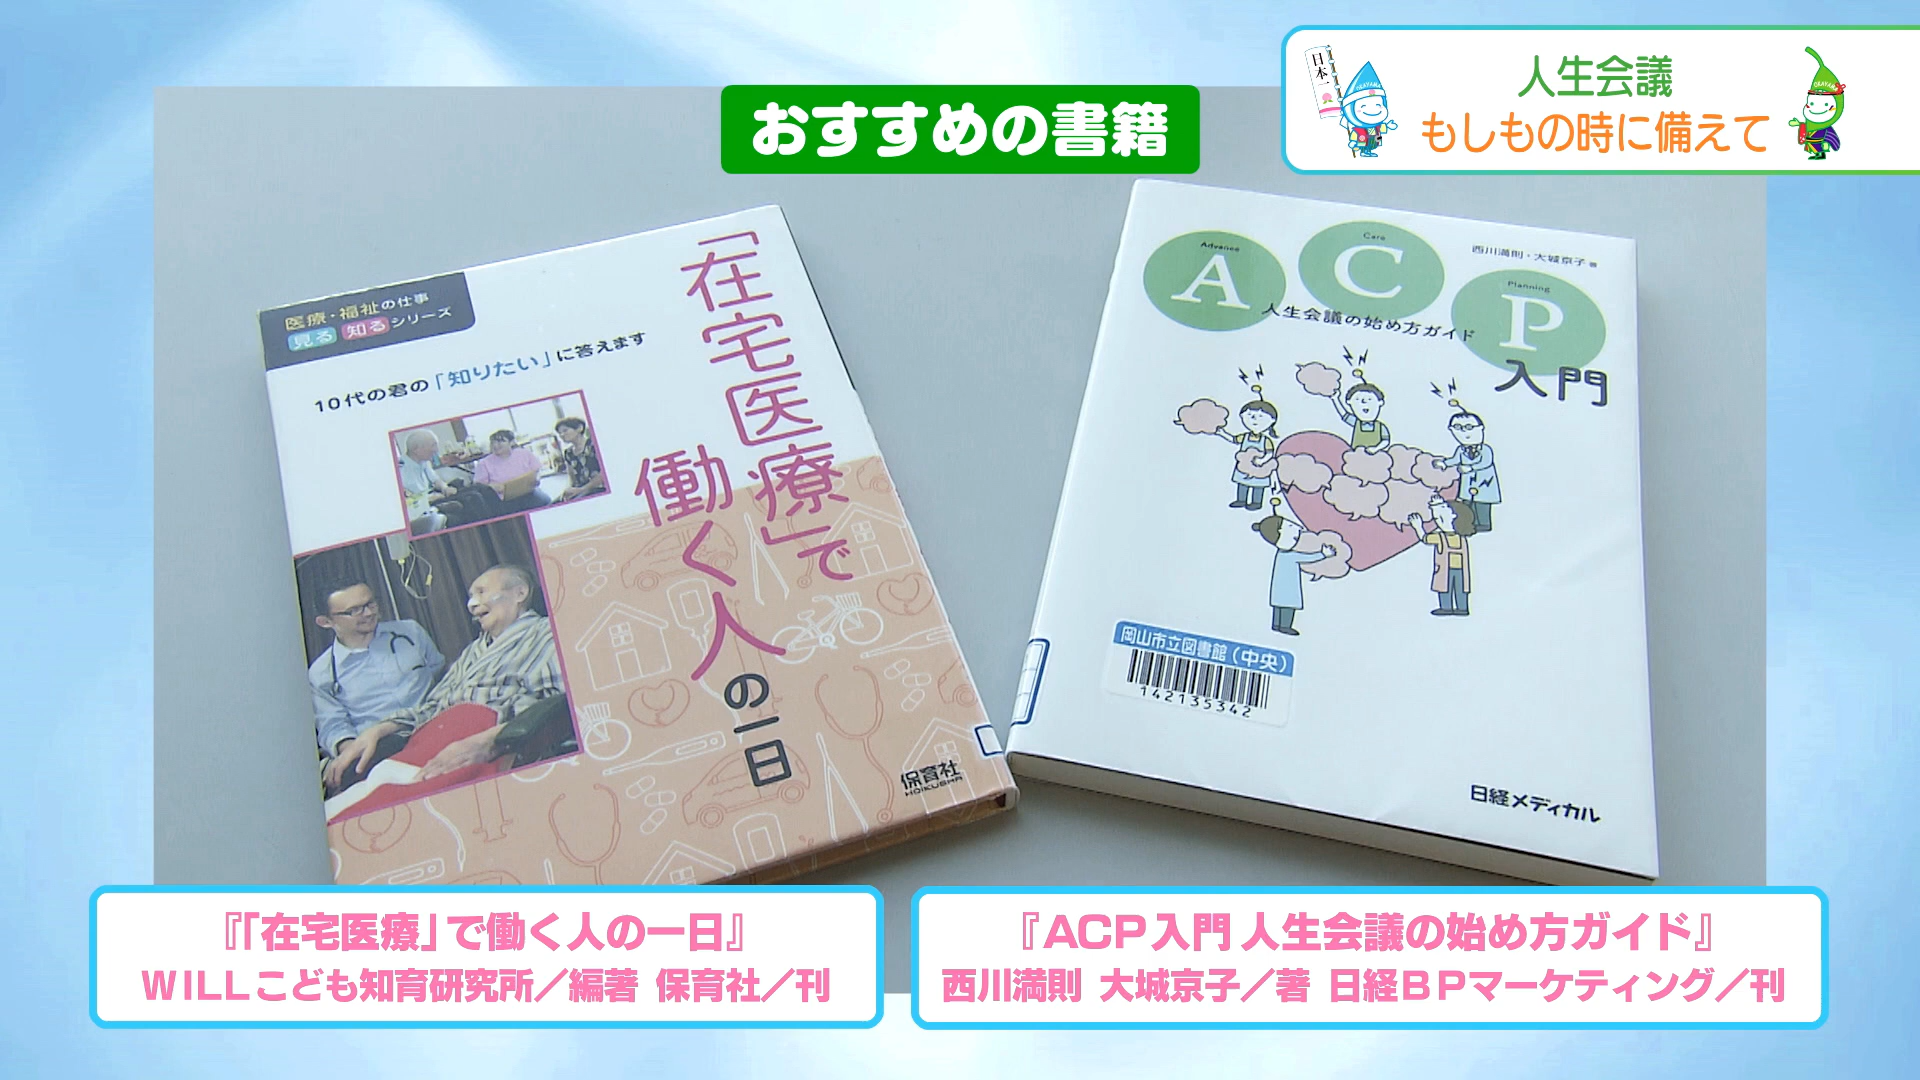 おすすめの書籍
日本一
人生会議
もしもの時に備えて
医療・福祉の仕事
見る知るシリーズ
10代の君の「知りたい」に答えます
「在宅医療」で
働く人の一日
保育社
HOIKUSHA
Advance
Care
Planning
ACP
西川満則・大城京子 著
人生会議の始め方ガイド
入門
岡山市立図書館(中央)
142135342
日経メディカル
『「在宅医療」で働く人の一日』
WILLこども知育研究所／編著 保育社／刊
『ACP入門 人生会議の始め方ガイド』
西川満則 大城京子／著 日経BPマーケティング／刊